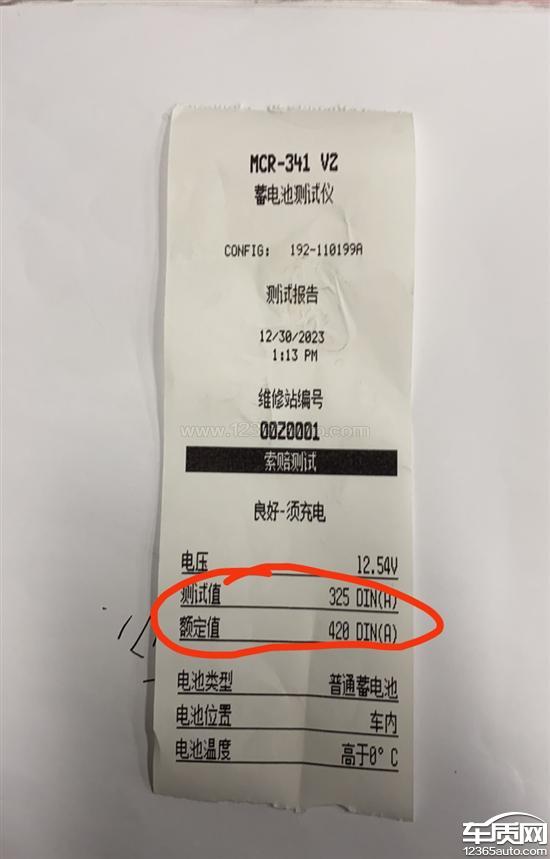 MCR-341 V2
蓄电池测试仪
CONFIG: 192-110199A
测试报告
12/30/2023
1:13 PM
维修站编号
00Z0001
索赔测试
良好-须充电
电压 12.54V
测试值 325 DIN(A)
额定值 420 DIN(A)
电池类型 普通蓄电池
电池位置 车内
电池温度 高于0° C
车质网
12365auto.com